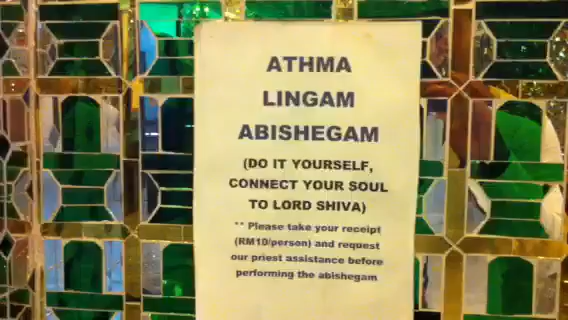 ATHMA
LINGAM
ABISHEGAM
(DO IT YOURSELF,
CONNECT YOUR SOUL
TO LORD SHIVA)
** Please take your receipt
(RM10/person) and request
our priest assistance before
performing the abishegam